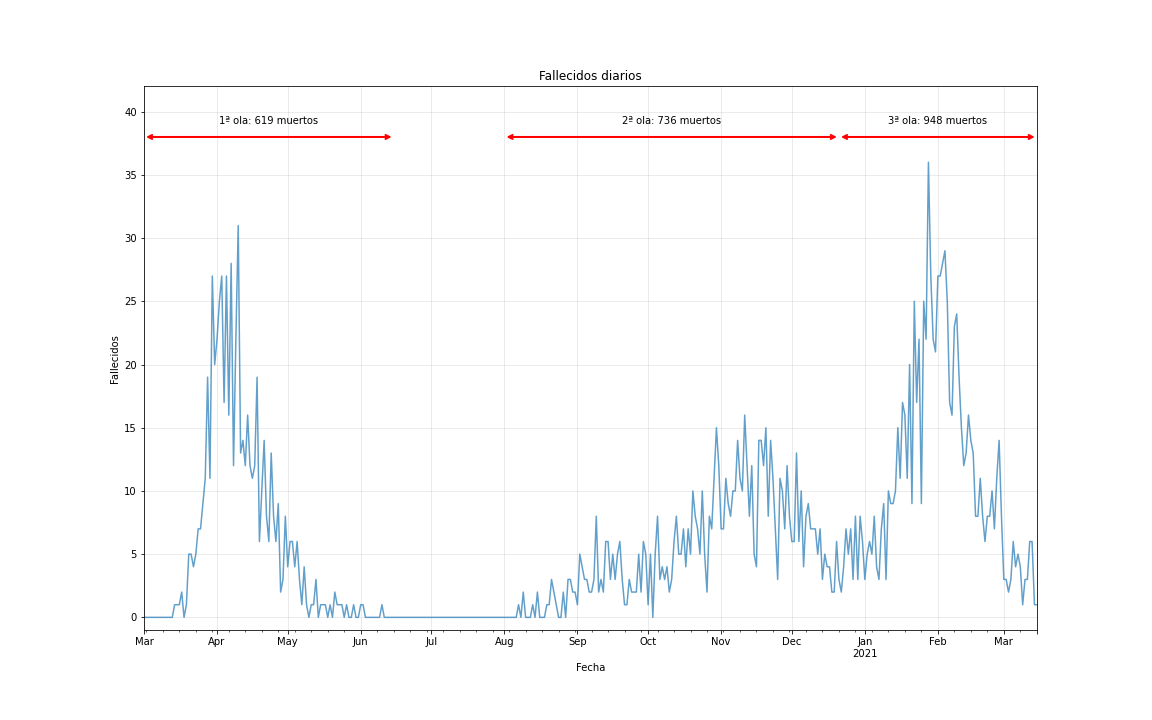 Fallecidos diarios
1ª ola: 619 muertos
2ª ola: 736 muertos
3ª ola: 948 muertos
40
35
30
25
20
15
10
5
0
Fallecidos
Mar Apr May Jun Jul Aug Sep Oct Nov Dec Jan Feb Mar
2021
Fecha